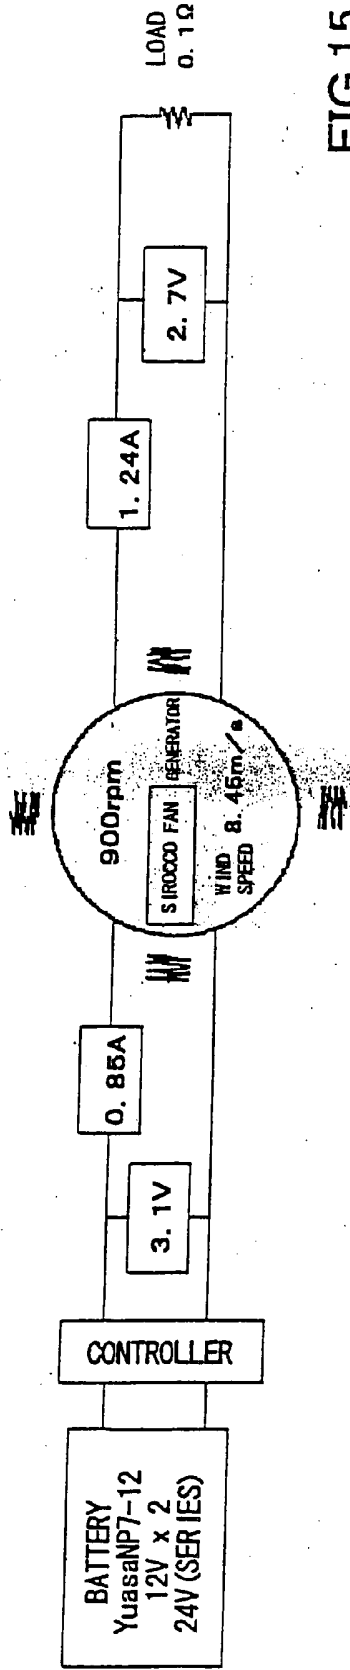 BATTERY
YuasaNP7-12
12V x 2
24V(SERIES)
CONTROLLER
3. 1V
0. 85A
900rpm
SIROCCO FAN
GENERATOR
WIND
SPEED
8. 45m/s
1. 24A
2. 7V
LOAD
0. 1Ω
FIG.15